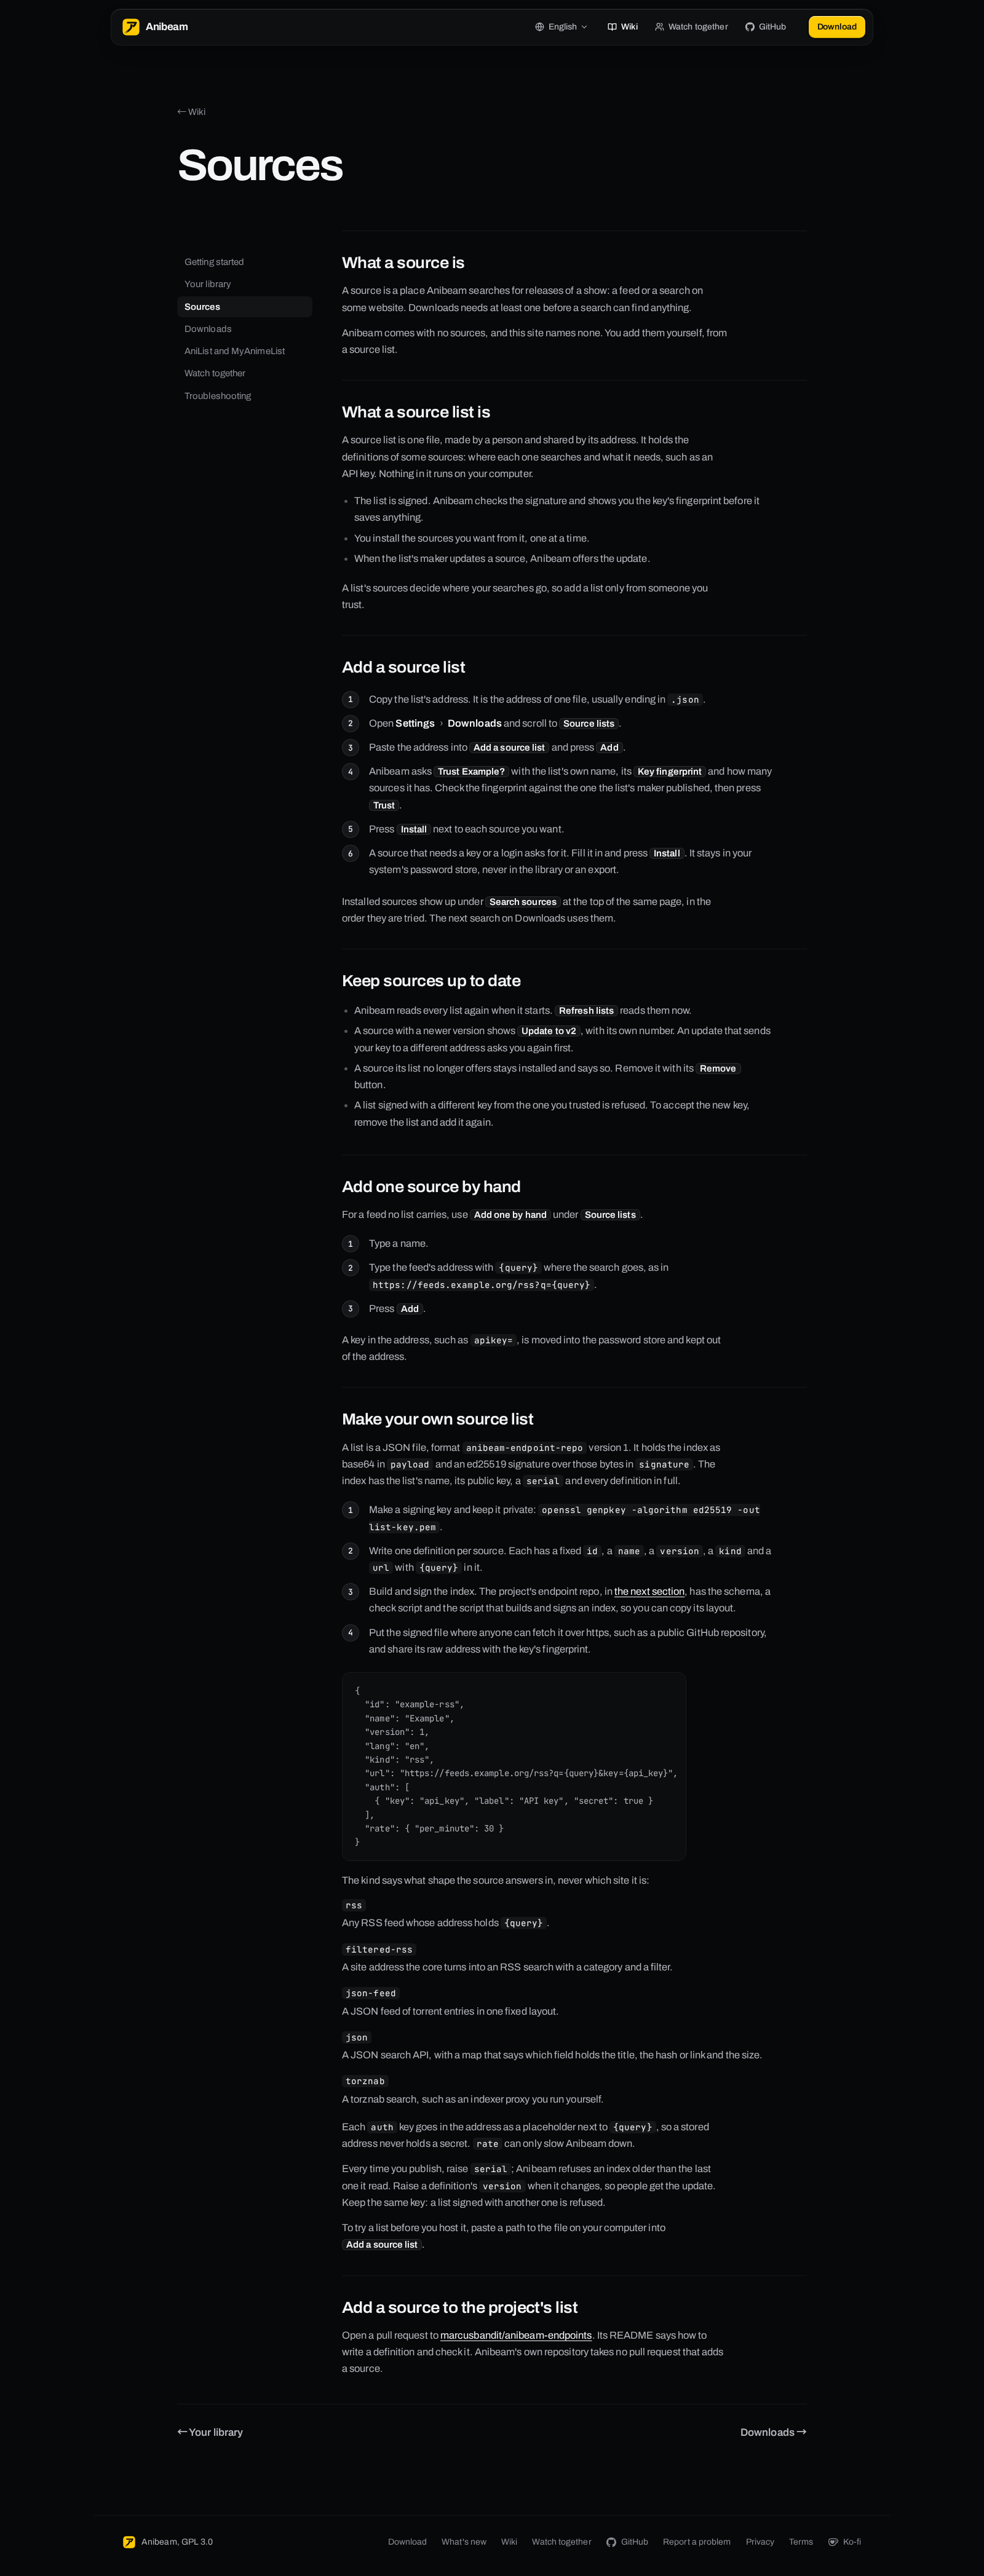 Anibeam
English
Wiki
Watch together
GitHub
Download
← Wiki
Sources
Getting started
Your library
Sources
Downloads
AniList and MyAnimeList
Watch together
Troubleshooting
What a source is
A source is a place Anibeam searches for releases of a show: a feed or a search on
some website. Downloads needs at least one before a search can find anything.
Anibeam comes with no sources, and this site names none. You add them yourself, from
a source list.
What a source list is
A source list is one file, made by a person and shared by its address. It holds the
definitions of some sources: where each one searches and what it needs, such as an
API key. Nothing in it runs on your computer.
• The list is signed. Anibeam checks the signature and shows you the key's fingerprint before it
saves anything.
• You install the sources you want from it, one at a time.
• When the list's maker updates a source, Anibeam offers the update.
A list's sources decide where your searches go, so add a list only from someone you
trust.
Add a source list
1 Copy the list's address. It is the address of one file, usually ending in .json.
2 Open Settings › Downloads and scroll to Source lists.
3 Paste the address into Add a source list and press Add.
4 Anibeam asks Trust Example? with the list's own name, its Key fingerprint and how many
sources it has. Check the fingerprint against the one the list's maker published, then press
Trust.
5 Press Install next to each source you want.
6 A source that needs a key or a login asks for it. Fill it in and press Install. It stays in your
system's password store, never in the library or an export.
Installed sources show up under Search sources at the top of the same page, in the
order they are tried. The next search on Downloads uses them.
Keep sources up to date
• Anibeam reads every list again when it starts. Refresh lists reads them now.
• A source with a newer version shows Update to v2, with its own number. An update that sends
your key to a different address asks you again first.
• A source its list no longer offers stays installed and says so. Remove it with its Remove
button.
• A list signed with a different key from the one you trusted is refused. To accept the new key,
remove the list and add it again.
Add one source by hand
For a feed no list carries, use Add one by hand under Source lists.
1 Type a name.
2 Type the feed's address with {query} where the search goes, as in
https://feeds.example.org/rss?q={query}.
3 Press Add.
A key in the address, such as apikey=, is moved into the password store and kept out
of the address.
Make your own source list
A list is a JSON file, format anibeam-endpoint-repo version 1. It holds the index as
base64 in payload and an ed25519 signature over those bytes in signature. The
index has the list's name, its public key, a serial and every definition in full.
1 Make a signing key and keep it private: openssl genpkey -algorithm ed25519 -out
list-key.pem.
2 Write one definition per source. Each has a fixed id, a name, a version, a kind and a
url with {query} in it.
3 Build and sign the index. The project's endpoint repo, in the next section, has the schema, a
check script and the script that builds and signs an index, so you can copy its layout.
4 Put the signed file where anyone can fetch it over https, such as a public GitHub repository,
and share its raw address with the key's fingerprint.
{
"id": "example-rss",
"name": "Example",
"version": 1,
"lang": "en",
"kind": "rss",
"url": "https://feeds.example.org/rss?q={query}&key={api_key}",
"auth": [
{ "key": "api_key", "label": "API key", "secret": true }
],
"rate": { "per_minute": 30 }
}
The kind says what shape the source answers in, never which site it is:
rss
Any RSS feed whose address holds {query}.
filtered-rss
A site address the core turns into an RSS search with a category and a filter.
json-feed
A JSON feed of torrent entries in one fixed layout.
json
A JSON search API, with a map that says which field holds the title, the hash or link and the size.
torznab
A torznab search, such as an indexer proxy you run yourself.
Each auth key goes in the address as a placeholder next to {query}, so a stored
address never holds a secret. rate can only slow Anibeam down.
Every time you publish, raise serial; Anibeam refuses an index older than the last
one it read. Raise a definition's version when it changes, so people get the update.
Keep the same key: a list signed with another one is refused.
To try a list before you host it, paste a path to the file on your computer into
Add a source list.
Add a source to the project's list
Open a pull request to marcusbandit/anibeam-endpoints. Its README says how to
write a definition and check it. Anibeam's own repository takes no pull request that adds
a source.
← Your library
Downloads →
Anibeam, GPL 3.0
Download
What's new
Wiki
Watch together
GitHub
Report a problem
Privacy
Terms
Ko-fi